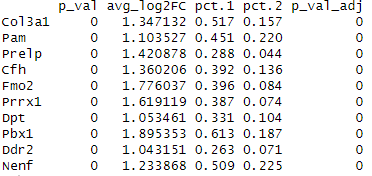 p_val avg_log2FC pct.1 pct.2 p_val_adj
Col3a1 0 1.347132 0.517 0.157 0
Pam 0 1.103527 0.451 0.220 0
Prelp 0 1.420878 0.288 0.044 0
Cfh 0 1.360206 0.392 0.136 0
Fmo2 0 1.776037 0.396 0.084 0
Prrx1 0 1.619119 0.387 0.074 0
Dpt 0 1.053461 0.331 0.104 0
Pbx1 0 1.895353 0.613 0.187 0
Ddr2 0 1.043151 0.263 0.071 0
Nenf 0 1.233868 0.509 0.225 0